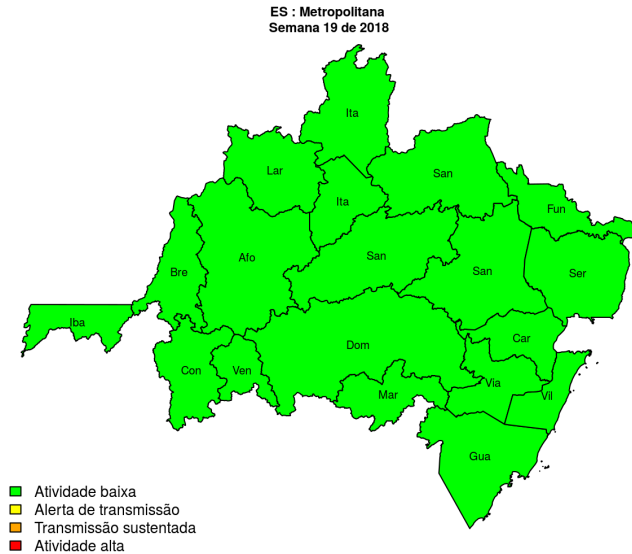 ES : Metropolitana
Semana 19 de 2018
Ita
Lar
San
Ita
Fun
Afo
San
San
Ser
Bre
Iba
Car
Dom
Con
Ven
Via
Mar
Vil
Gua
Atividade baixa
Alerta de transmissão
Transmissão sustentada
Atividade alta